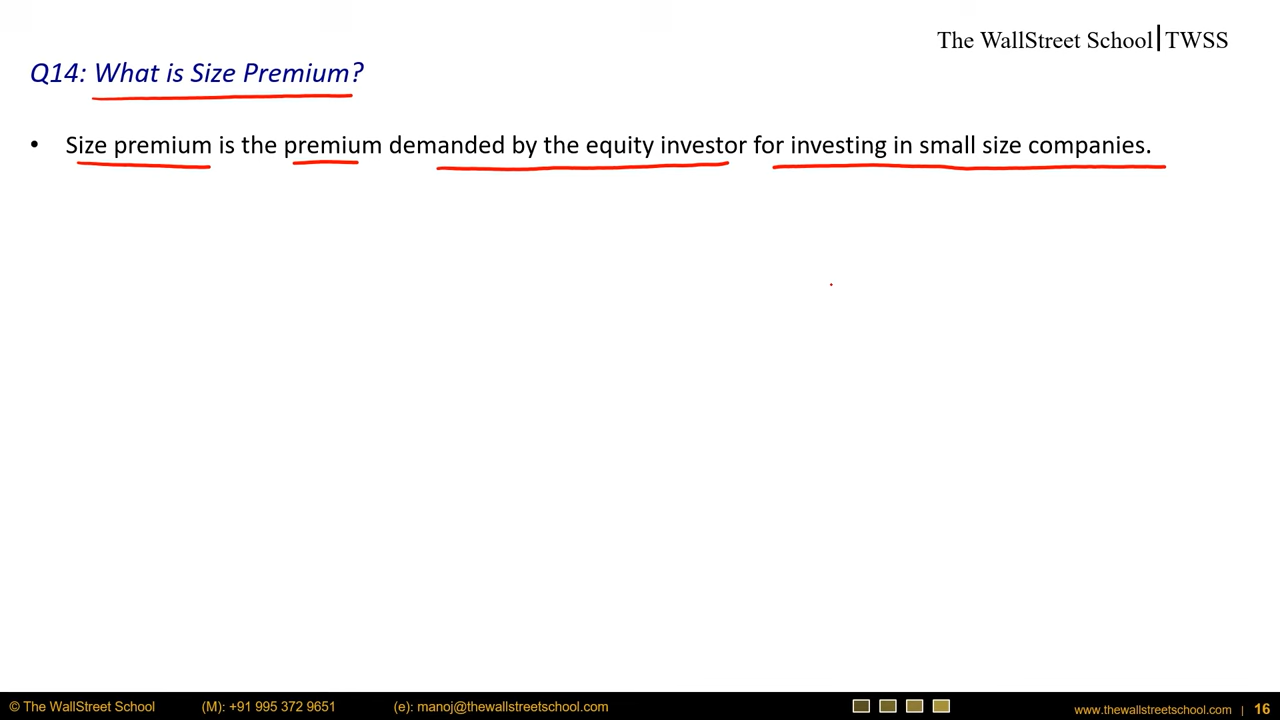 The WallStreet School|TWSS
Q14: What is Size Premium?
• Size premium is the premium demanded by the equity investor for investing in small size companies.
© The WallStreet School (M): +91 995 372 9651 (e): manoj@thewallstreetschool.com www.thewallstreetschool.com | 16